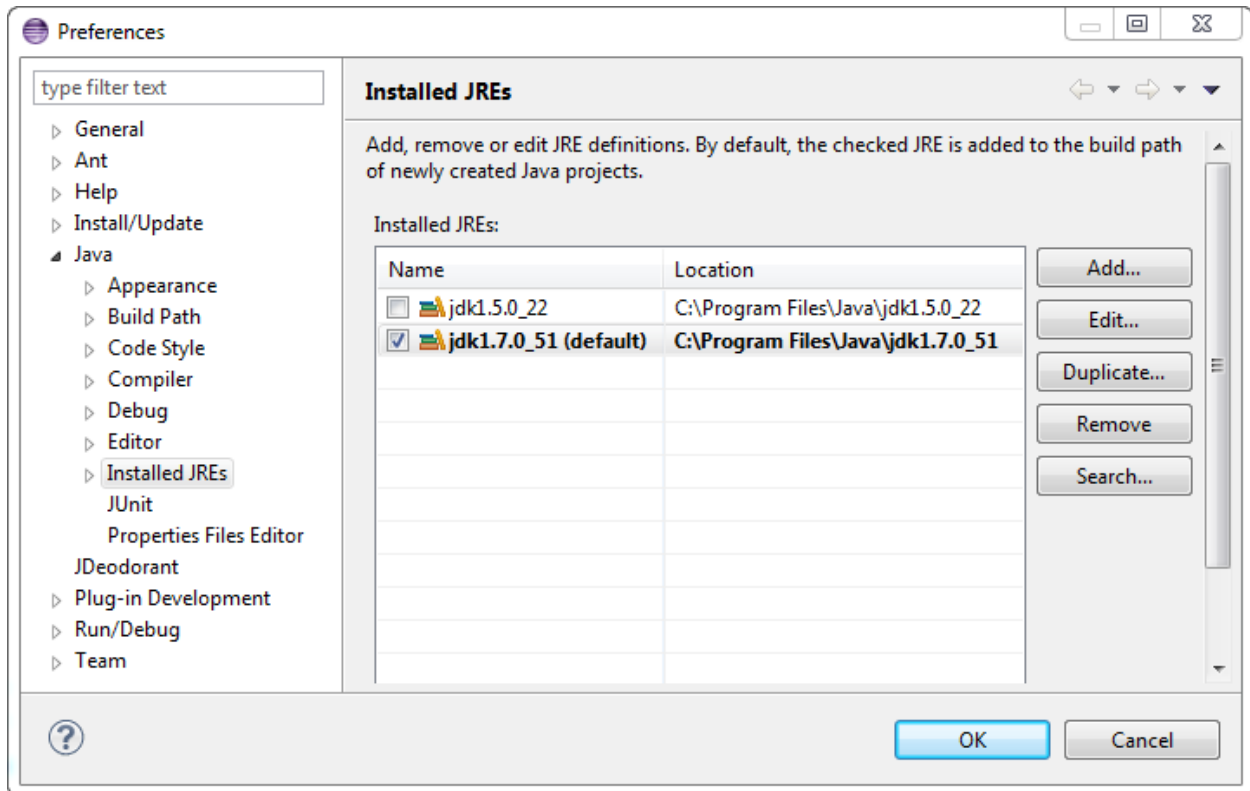 Preferences
type filter text
General
Ant
Help
Install/Update
Java
Appearance
Build Path
Code Style
Compiler
Debug
Editor
Installed JREs
JUnit
Properties Files Editor
JDeodorant
Plug-in Development
Run/Debug
Team
Installed JREs
Add, remove or edit JRE definitions. By default, the checked JRE is added to the build path
of newly created Java projects.
Installed JREs:
Name Location
jdk1.5.0_22 C:\Program Files\Java\jdk1.5.0_22
jdk1.7.0_51 (default) C:\Program Files\Java\jdk1.7.0_51
Add...
Edit...
Duplicate...
Remove
Search...
?
OK Cancel